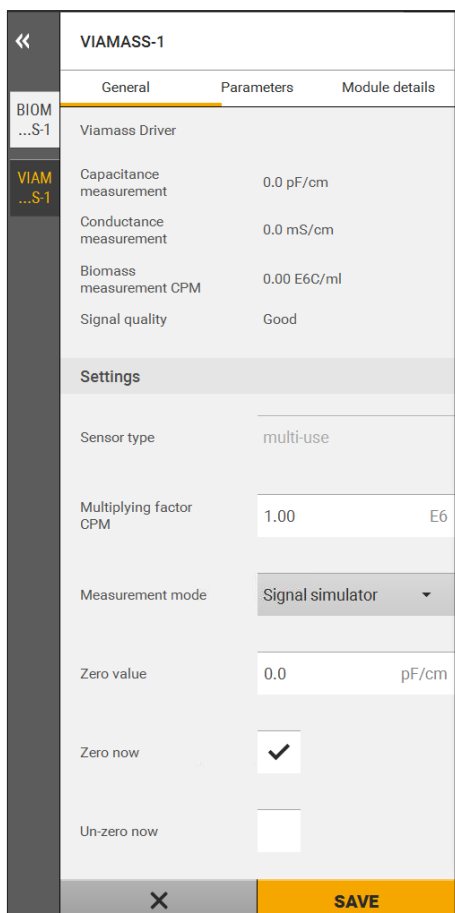 VIAMASS-1
General Parameters Module details
BIOM
...S-1
VIAM
...S-1
Viamass Driver
Capacitance
measurement
0.0 pF/cm
Conductance
measurement
0.0 mS/cm
Biomass
measurement CPM
0.00 E6C/ml
Signal quality Good
Settings
Sensor type multi-use
Multiplying factor
CPM
1.00 E6
Measurement mode Signal simulator
Zero value 0.0 pF/cm
Zero now
Un-zero now
SAVE